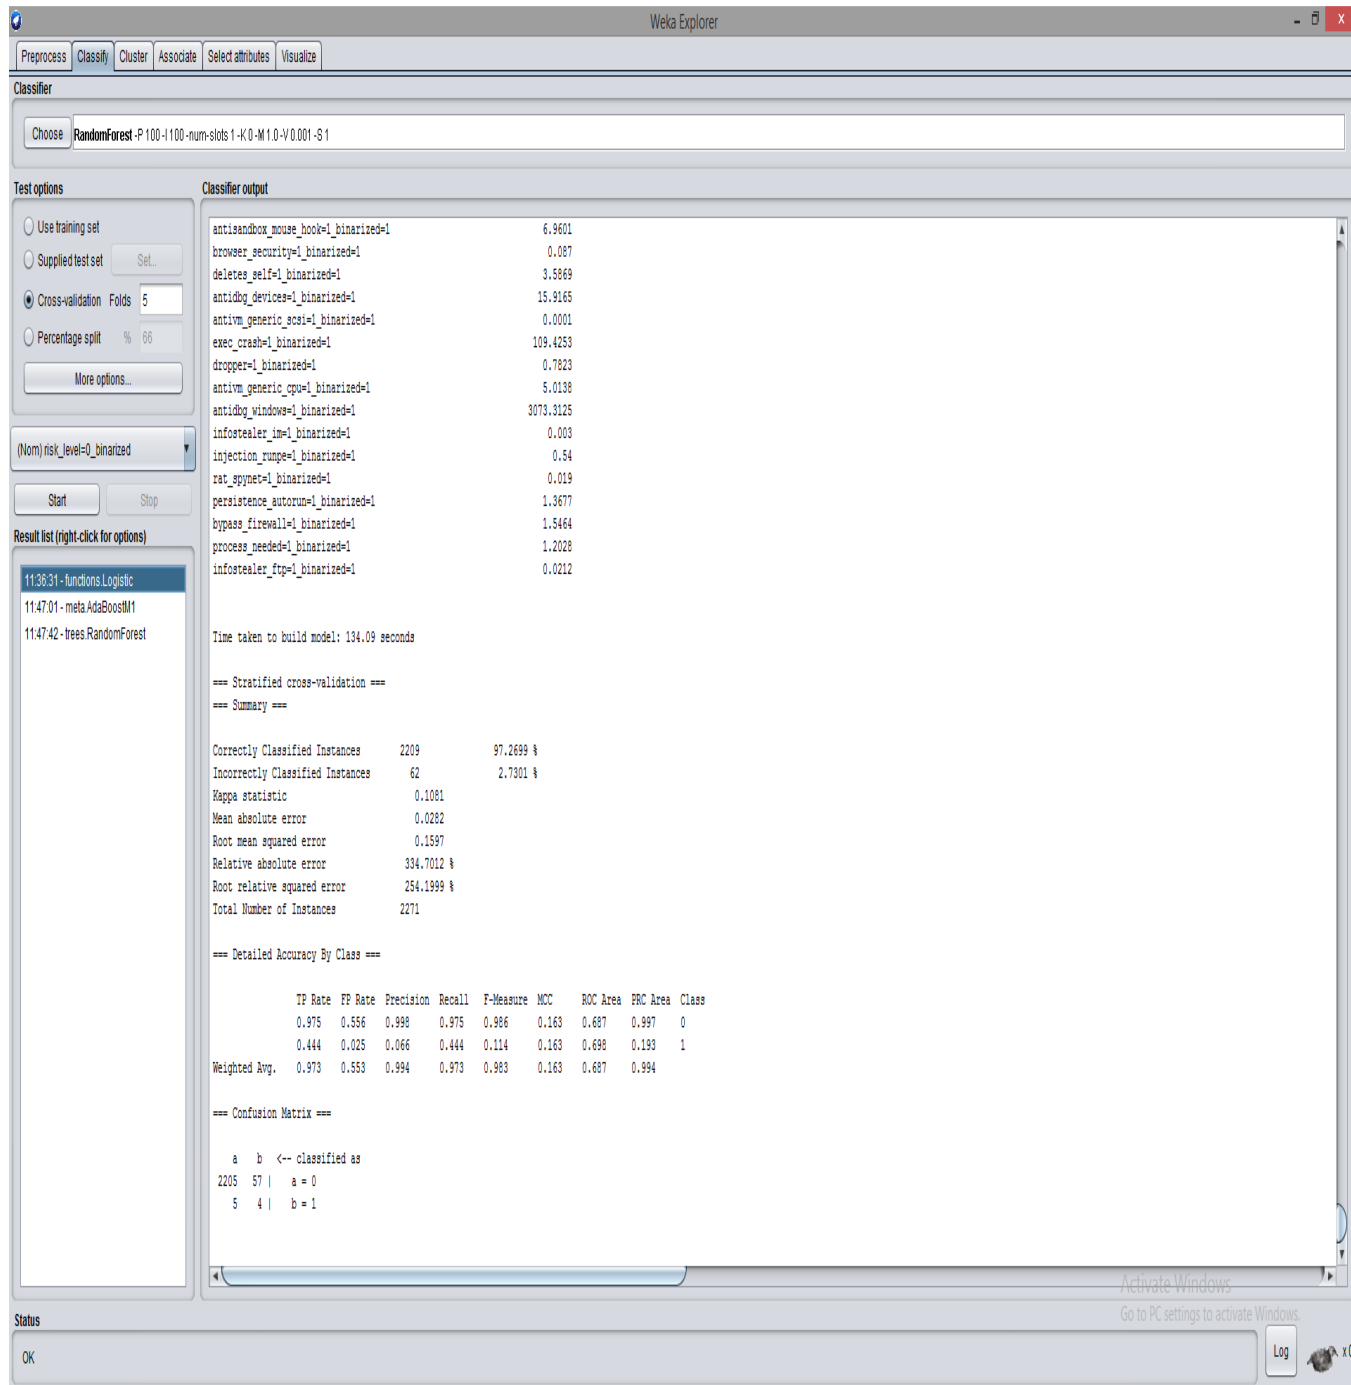 Weka Explorer
Preprocess Classify Cluster Associate Select attributes Visualize
Classifier
Choose RandomForest -P 100 -I 100 -num-slots 1 -K 0 -M 1.0 -V 0.001 -S 1
Test options
Use training set
Supplied test set Set...
Cross-validation Folds 5
Percentage split % 66
More options...
(Nom) risk_level=0_binarized
Start Stop
Result list (right-click for options)
11:36:31 - functions.Logistic
11:47:01 - meta.AdaBoostM1
11:47:42 - trees.RandomForest
Classifier output
antisandbox_mouse_hook=1_binarized=1 6.9601
browser_security=1_binarized=1 0.087
deletes_self=1_binarized=1 3.5869
antidbg_devices=1_binarized=1 15.9165
antivm_generic_scsi=1_binarized=1 0.0001
exec_crash=1_binarized=1 109.4253
dropper=1_binarized=1 0.7823
antivm_generic_cpu=1_binarized=1 5.0138
antidbg_windows=1_binarized=1 3073.3125
infostealer_im=1_binarized=1 0.003
injection_runpe=1_binarized=1 0.54
rat_spynet=1_binarized=1 0.019
persistence_autorun=1_binarized=1 1.3677
bypass_firewall=1_binarized=1 1.5464
process_needed=1_binarized=1 1.2028
infostealer_ftp=1_binarized=1 0.0212
Time taken to build model: 134.09 seconds
=== Stratified cross-validation ===
=== Summary ===
Correctly Classified Instances 2209 97.2699 %
Incorrectly Classified Instances 62 2.7301 %
Kappa statistic 0.1081
Mean absolute error 0.0282
Root mean squared error 0.1597
Relative absolute error 334.7012 %
Root relative squared error 254.1999 %
Total Number of Instances 2271
=== Detailed Accuracy By Class ===
TP Rate FP Rate Precision Recall F-Measure MCC ROC Area PRC Area Class
0.975 0.556 0.998 0.975 0.986 0.163 0.687 0.997 0
0.444 0.025 0.066 0.444 0.114 0.163 0.698 0.193 1
Weighted Avg. 0.973 0.553 0.994 0.973 0.983 0.163 0.687 0.994
=== Confusion Matrix ===
a b <-- classified as
2205 57 | a = 0
5 4 | b = 1
Activate Windows
Go to PC settings to activate Windows.
Status
OK
Log
x 0